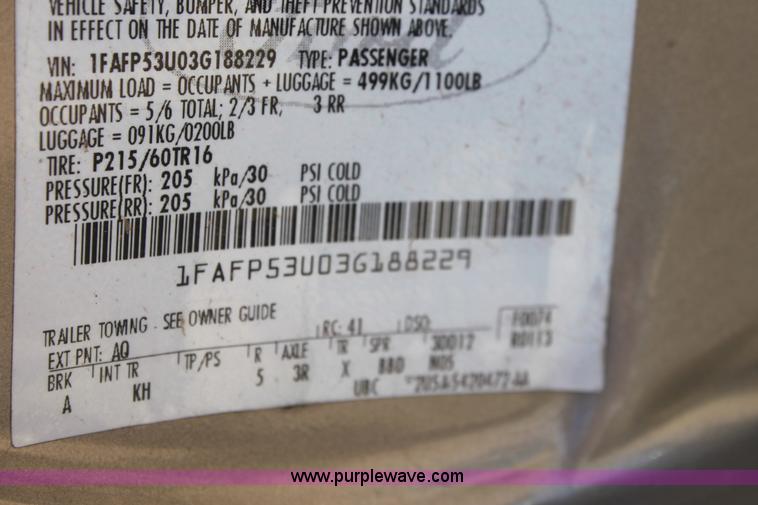 VEHICLE SAFETY, BUMPER, AND THEFT PREVENTION STANDARDS
IN EFFECT ON THE DATE OF MANUFACTURE SHOWN ABOVE.
VIN: 1FAFP53U03G188229 TYPE: PASSENGER
MAXIMUM LOAD = OCCUPANTS + LUGGAGE = 499KG/1100LB
OCCUPANTS = 5/6 TOTAL; 2/3 FR, 3 RR
LUGGAGE = 091KG/0200LB
TIRE: P215/60TR16
PRESSURE(FR): 205 kPa/30 PSI COLD
PRESSURE(RR): 205 kPa/30 PSI COLD
1FAFP53U03G188229
TRAILER TOWING - SEE OWNER GUIDE
EXT PNT: AQ RC: 41 DSO:
BRK INT TR TP/PS R AXLE TR SPR
A KH 5 3R X
UBC
www.purplewave.com